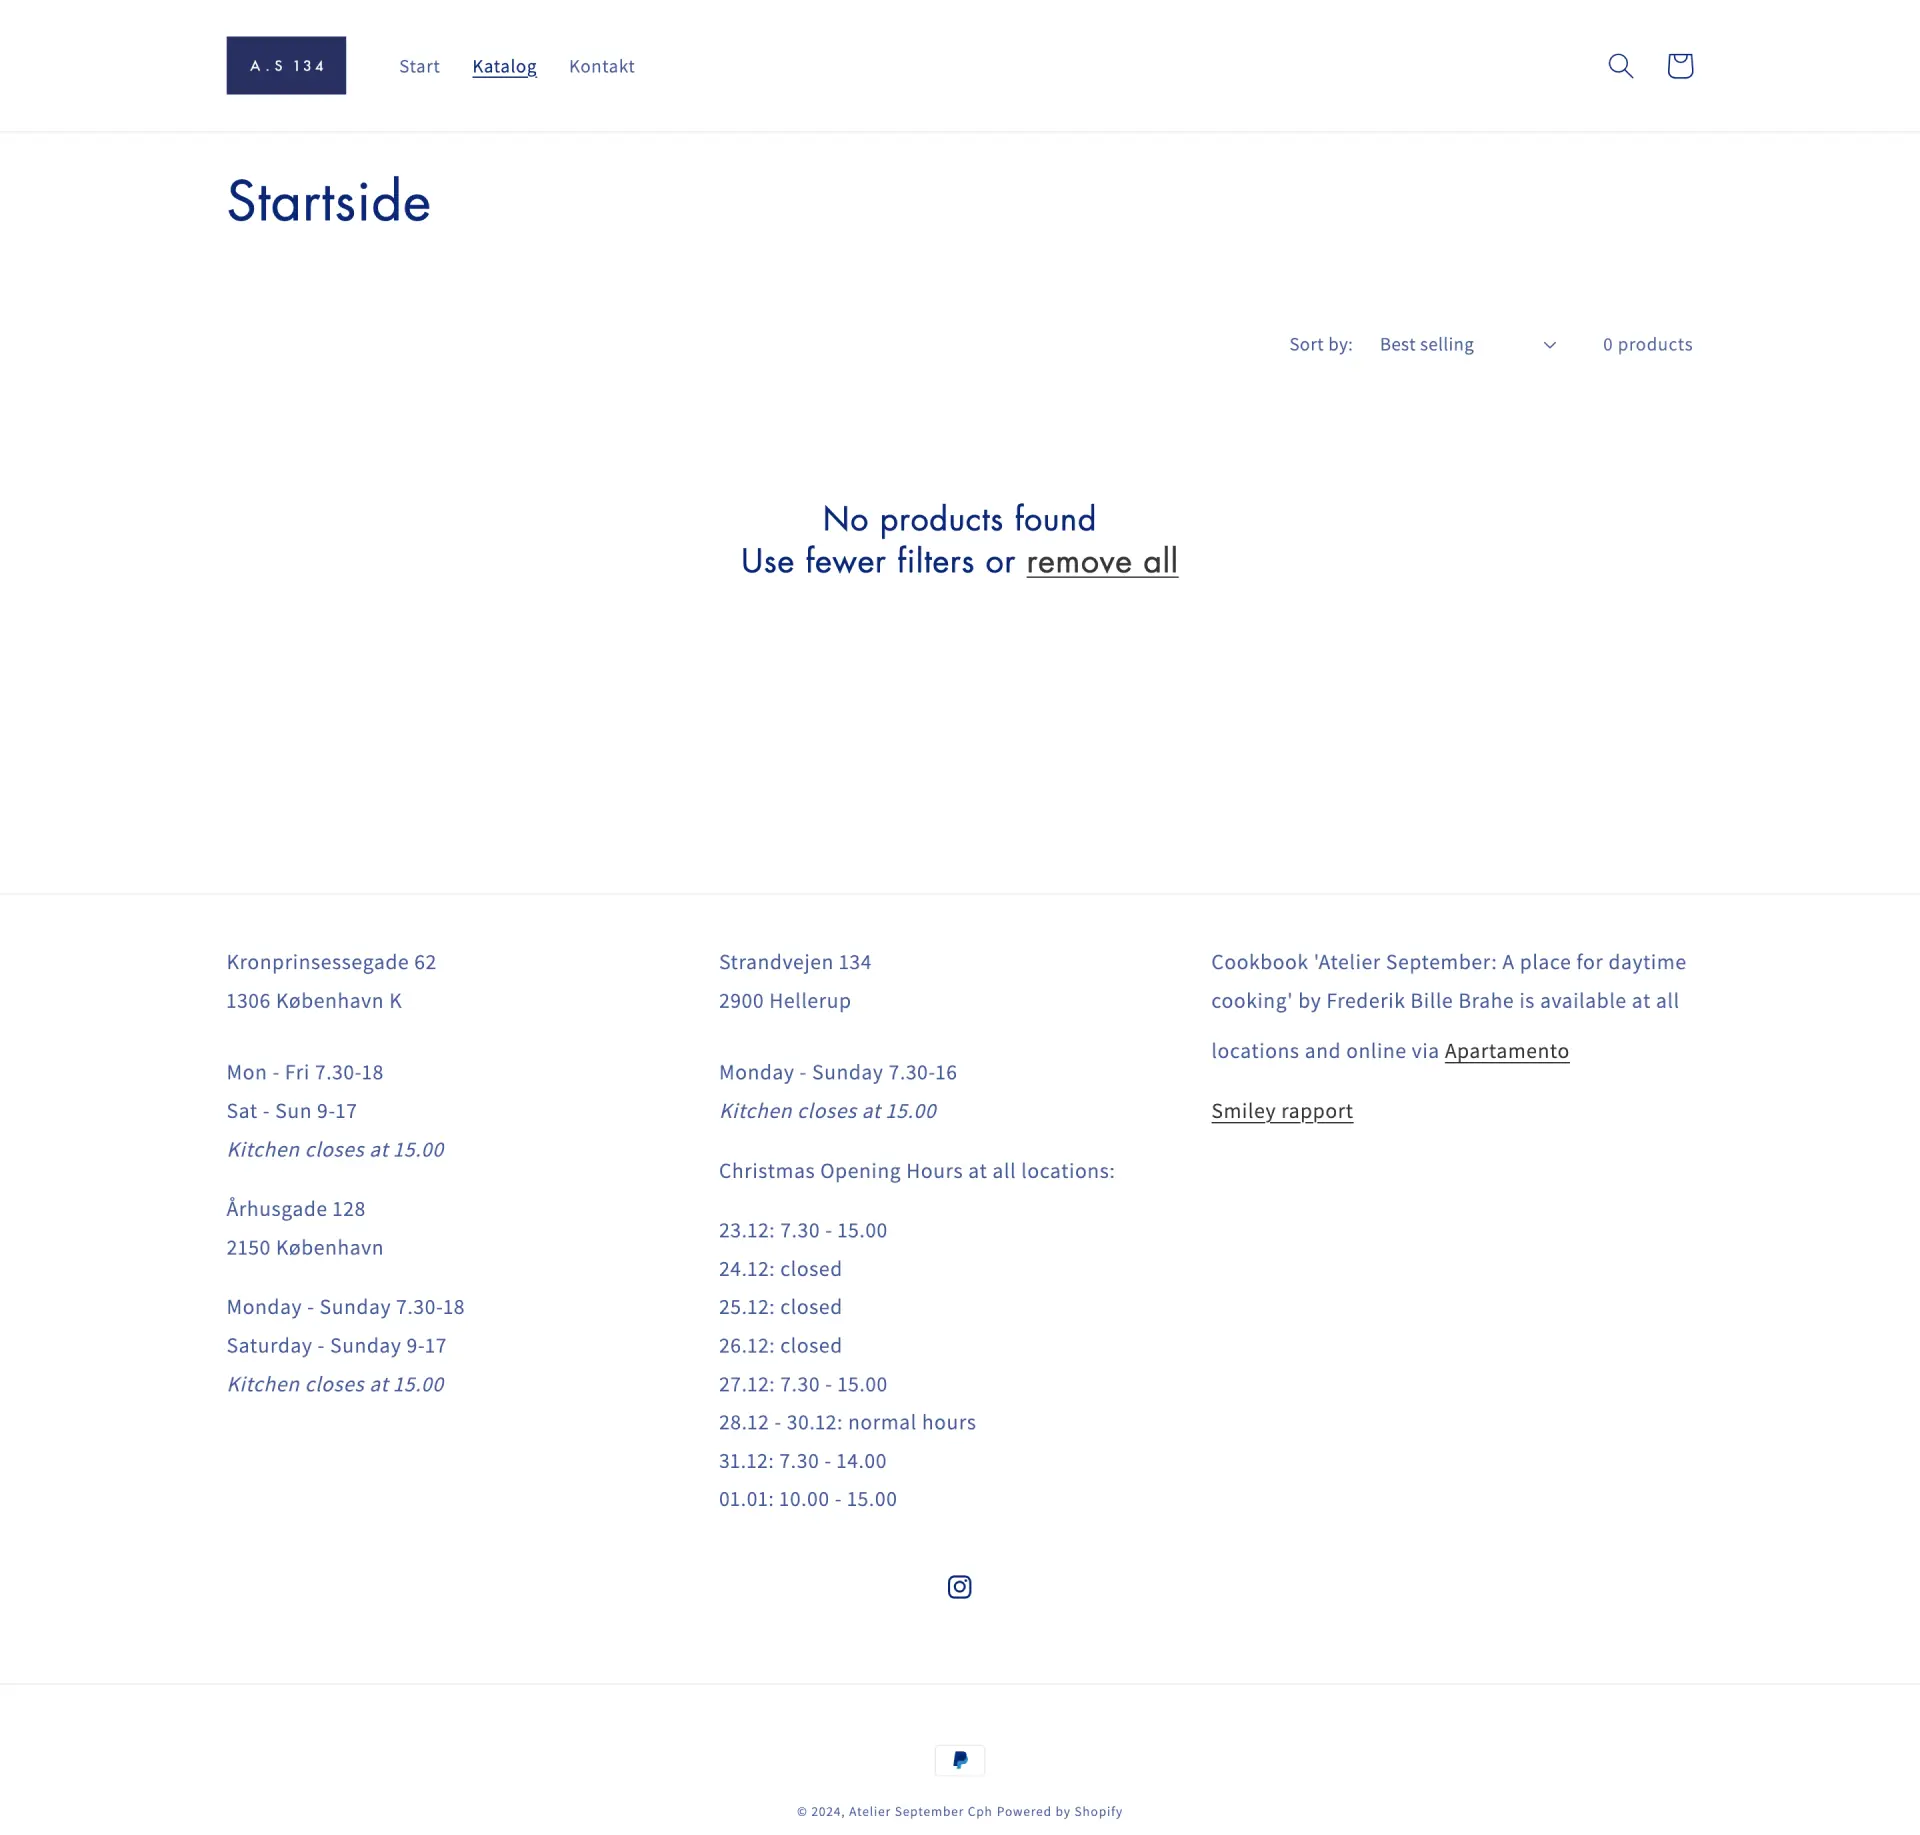 A.S 134
Start
Katalog
Kontakt
Startside
Sort by:
Best selling
0 products
No products found
Use fewer filters or remove all
Kronprinsessegade 62
1306 København K
Mon - Fri 7.30-18
Sat - Sun 9-17
Kitchen closes at 15.00
Århusgade 128
2150 København
Monday - Sunday 7.30-18
Saturday - Sunday 9-17
Kitchen closes at 15.00
Strandvejen 134
2900 Hellerup
Monday - Sunday 7.30-16
Kitchen closes at 15.00
Christmas Opening Hours at all locations:
23.12: 7.30 - 15.00
24.12: closed
25.12: closed
26.12: closed
27.12: 7.30 - 15.00
28.12 - 30.12: normal hours
31.12: 7.30 - 14.00
01.01: 10.00 - 15.00
Cookbook 'Atelier September: A place for daytime
cooking' by Frederik Bille Brahe is available at all
locations and online via Apartamento
Smiley rapport
© 2024, Atelier September Cph Powered by Shopify